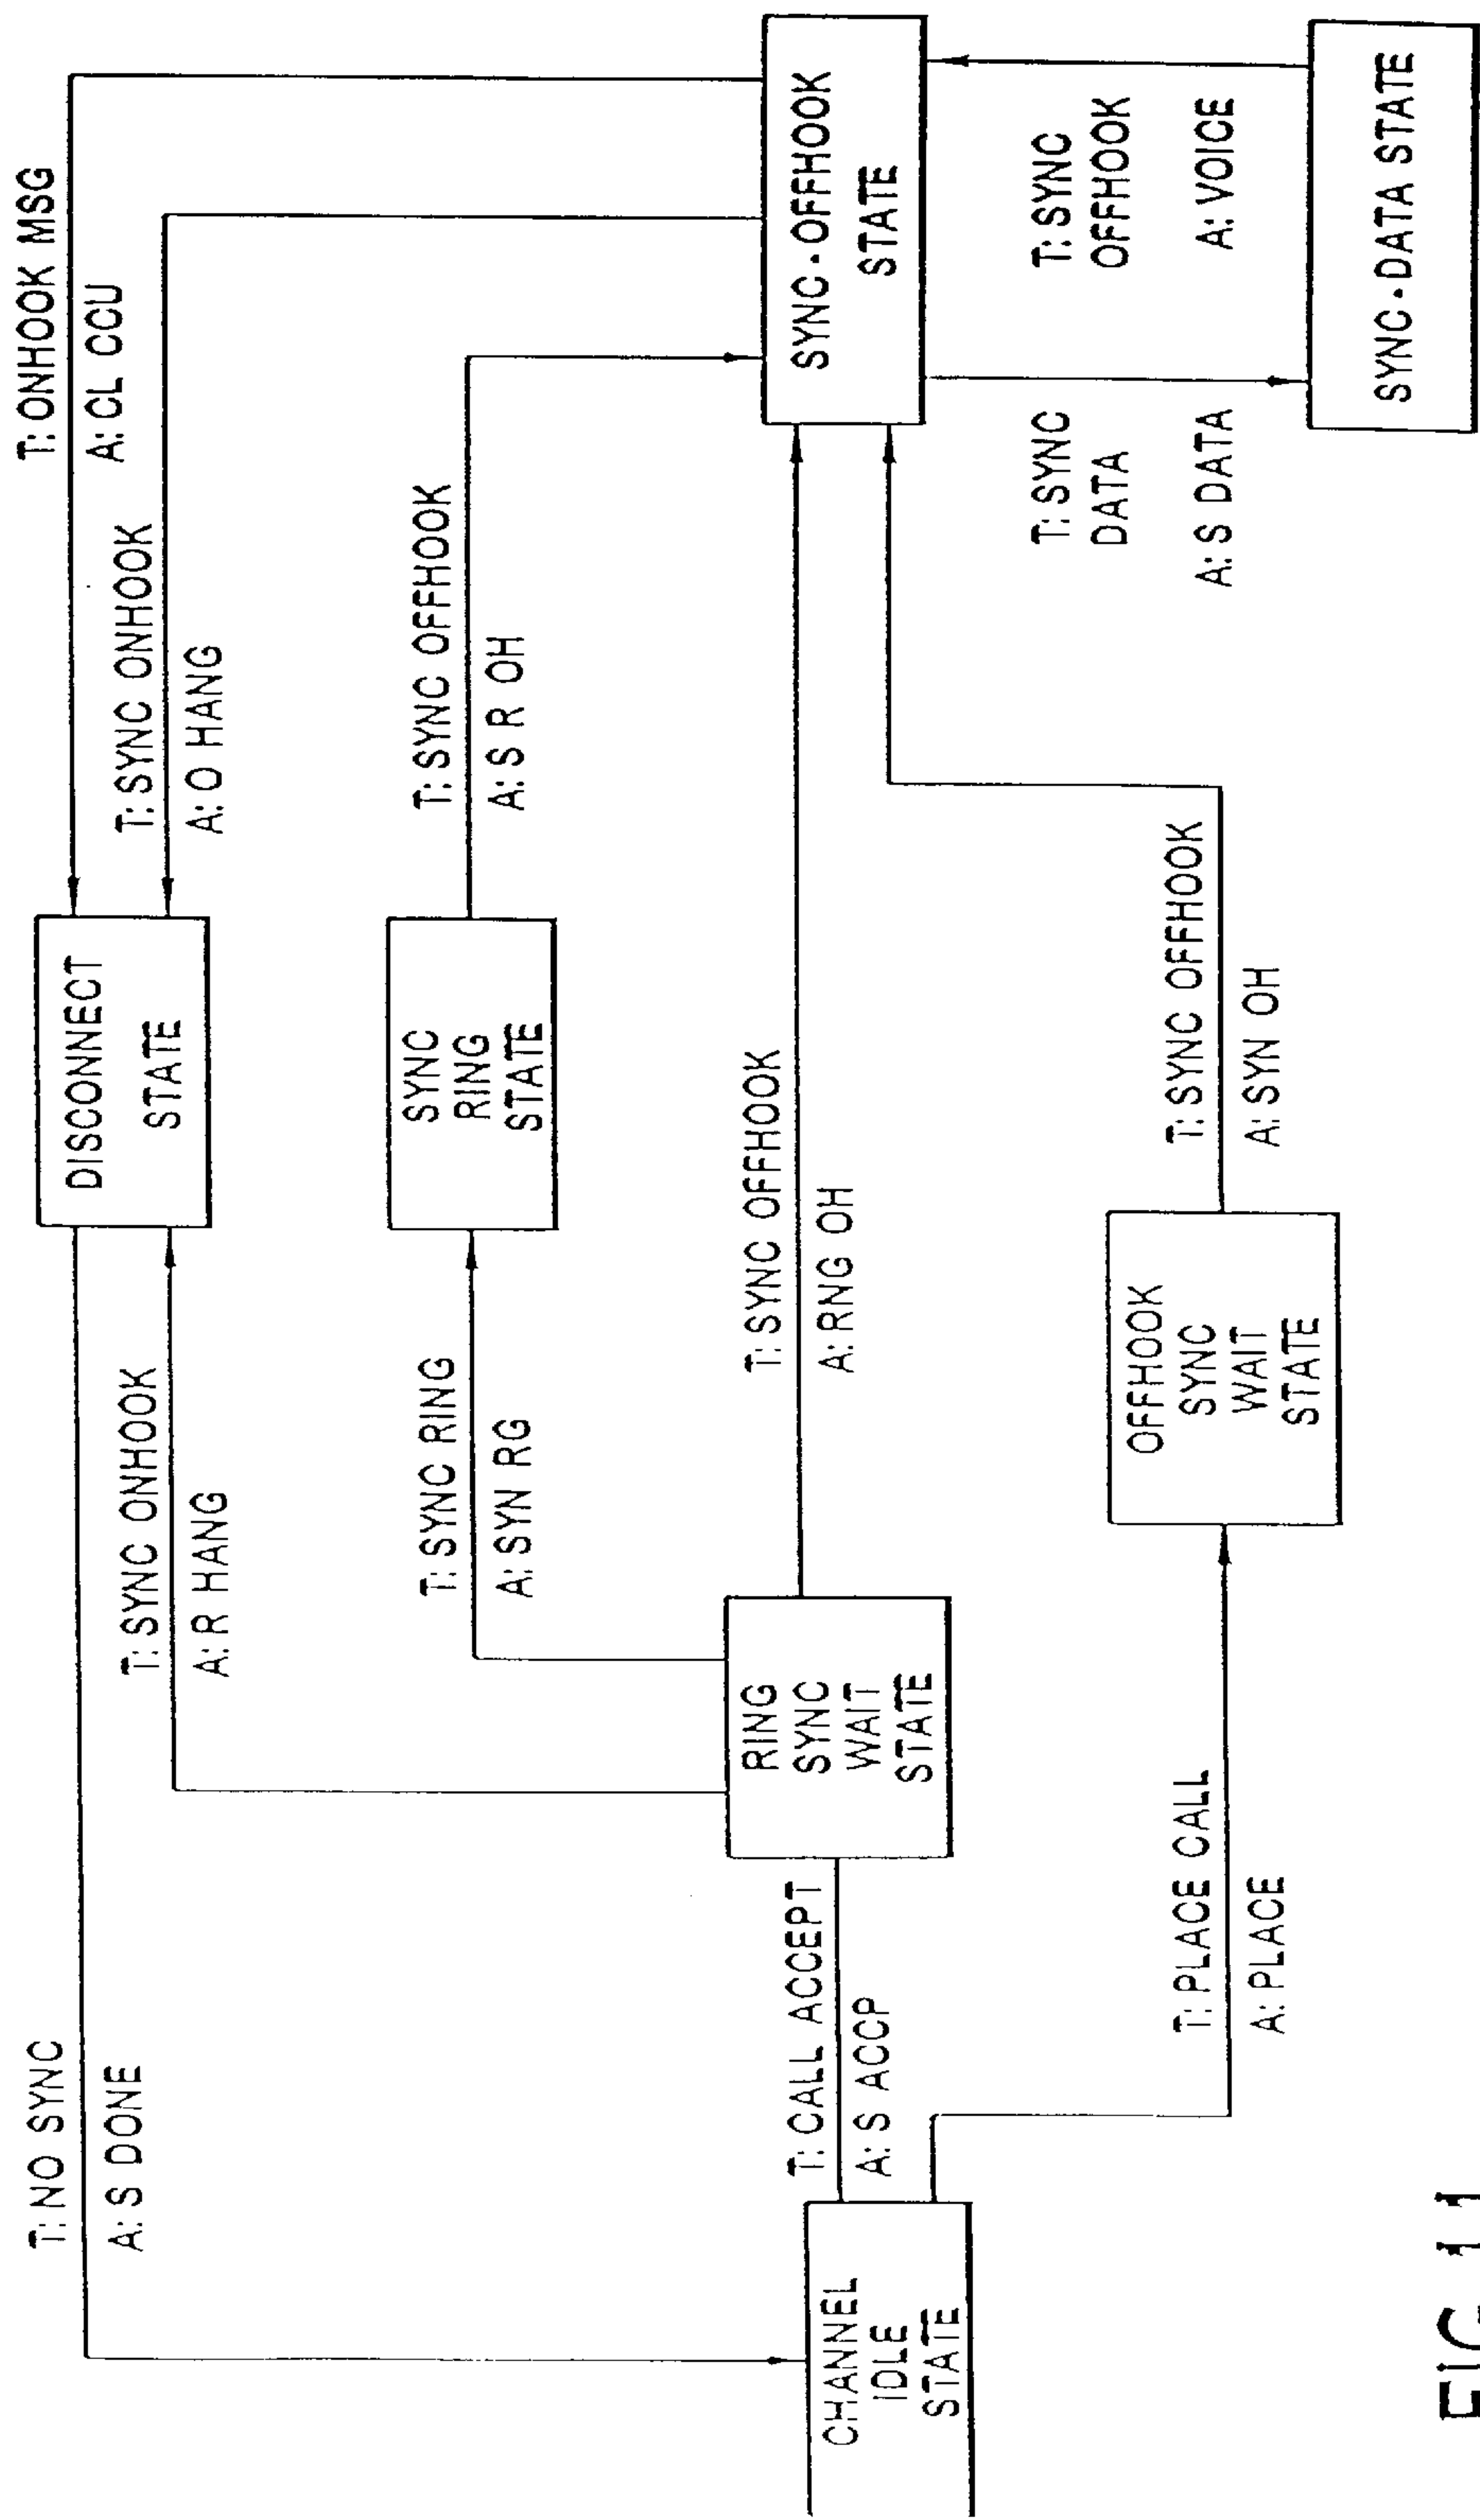 T: NO SYNC
A: S DONE
T: SYNC ONHOOK
A: R HANG
DISCONNECT
STATE
T: ONHOOK MSG
A: CL CCU
T: SYNC ONHOOK
A: O HANG
T: SYNC RING
A: SYN RG
SYNC
RING
STATE
T: SYNC OFFHOOK
A: S R OH
CHANNEL
IDLE
STATE
T: CALL ACCEPT
A: S ACCP
RING
SYNC
WAIT
STATE
T: SYNC OFFHOOK
A: RNG OH
SYNC-OFFHOOK
STATE
T: PLACE CALL
A: PLACE
OFFHOOK
SYNC
WAIT
STATE
T: SYNC OFFHOOK
A: SYN OH
T: SYNC
DATA
A: S DATA
T: SYNC
OFFHOOK
A: VOICE
SYNC-DATA STATE
FIG. 11